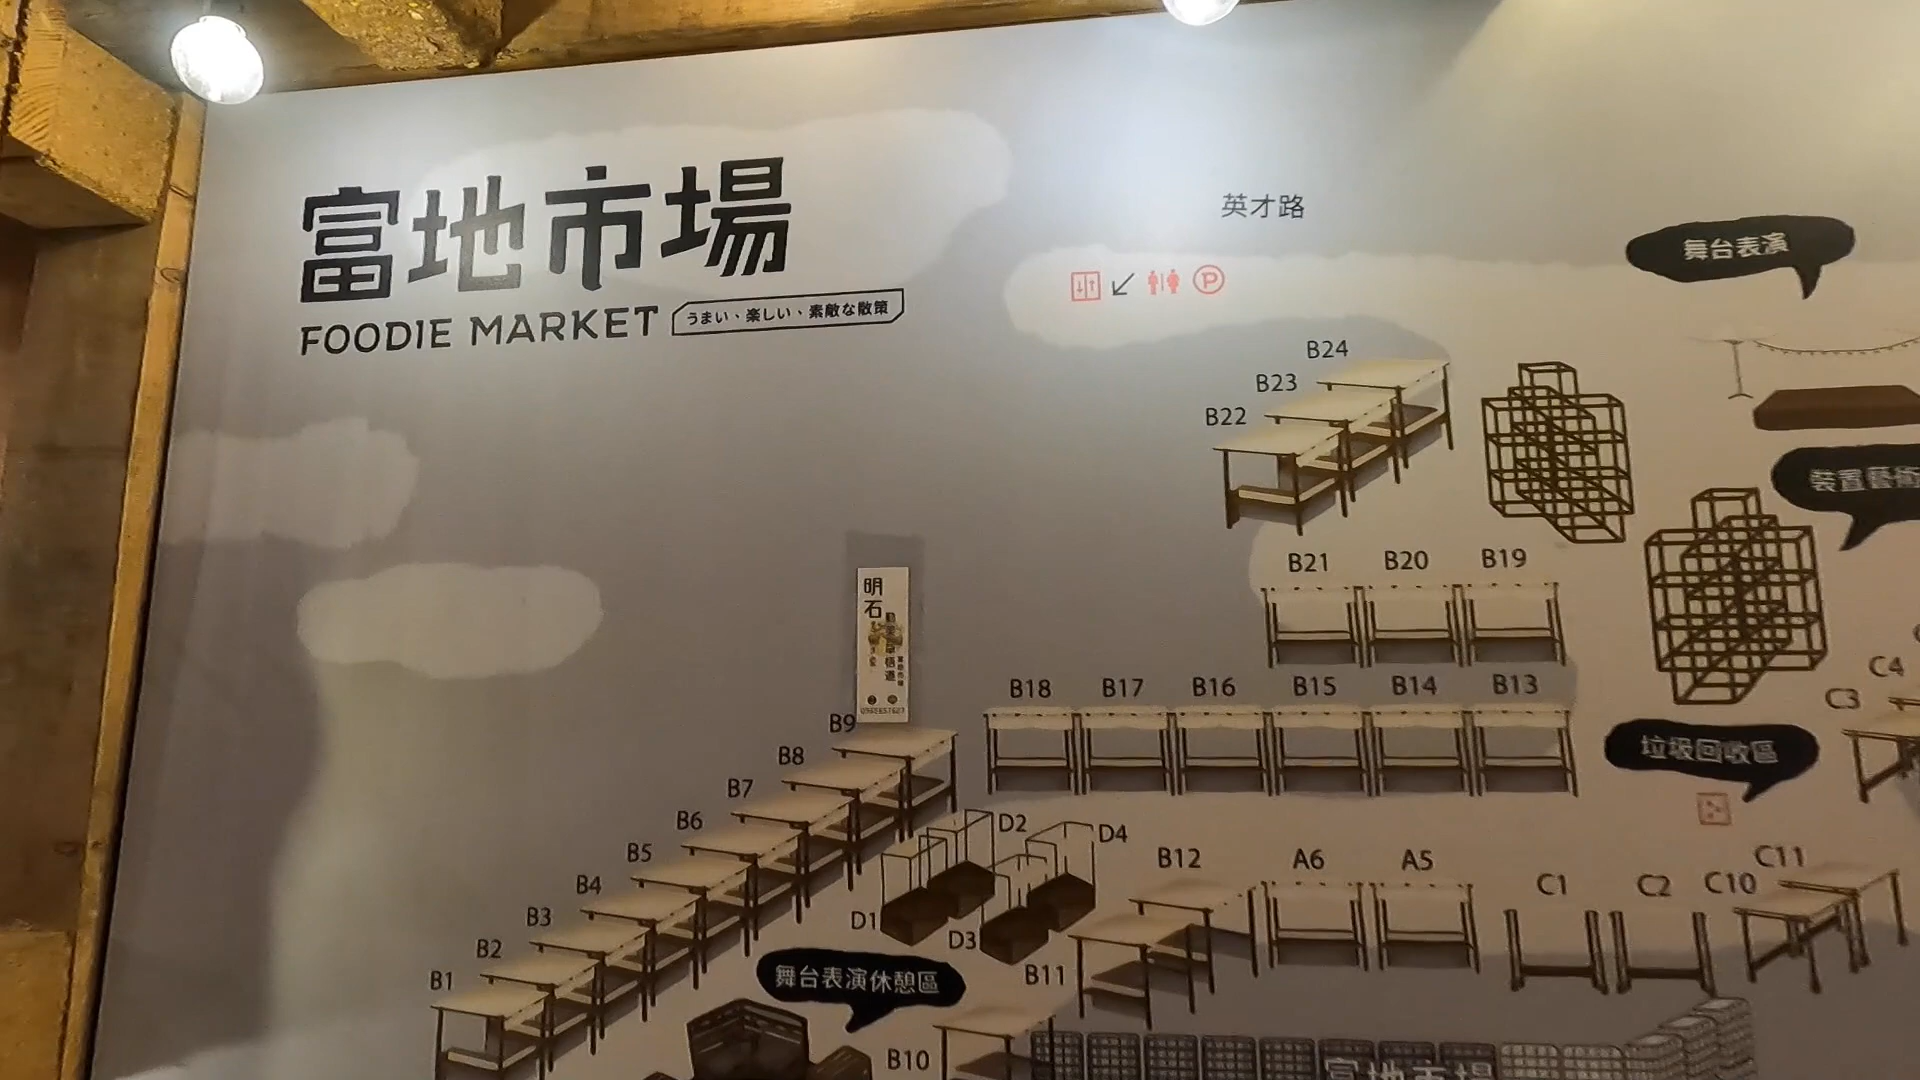 富地市場
FOODIE MARKET
うまい、楽しい、素敵な散策
英才路
P
舞台表演
B24
B23
B22
裝置藝術
B21 B20 B19
明石
B18 B17 B16 B15 B14 B13
C4
C3
垃圾回收區
B9
B8
B7
B6
B5
B4
B3
B2
B1
D2
D4
D1
D3
B12
A6
A5
C1
C2
C10
C11
B11
舞台表演休憩區
B10
富地市場